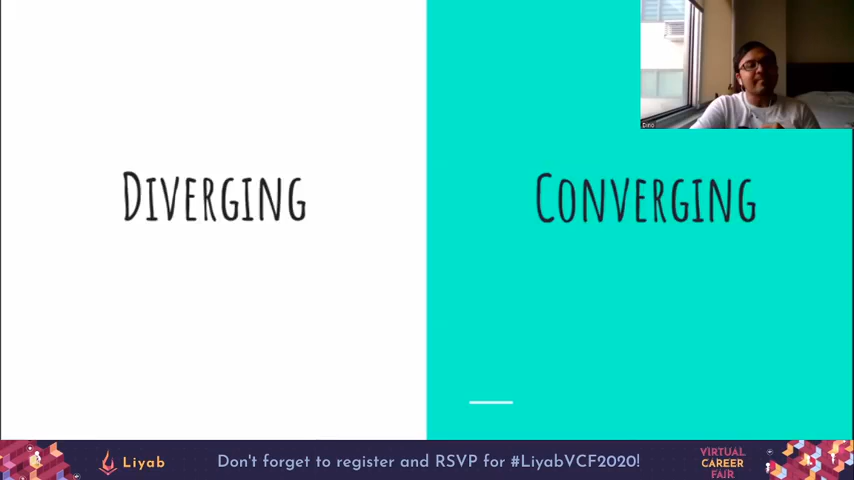 Diverging
Converging
Dino
Liyab
Don't forget to register and RSVP for #LiyabVCF2020!
VIRTUAL
CAREER
FAIR